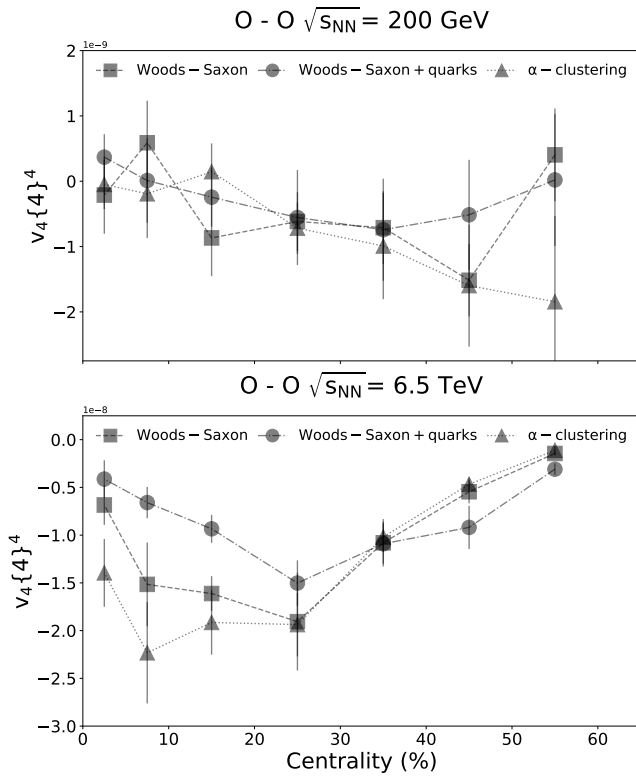 O - O √sNN = 200 GeV
1e−9
Woods−Saxon Woods−Saxon+quarks α−clustering
2
1
0
−1
−2
v4{4}4
O - O √sNN = 6.5 TeV
1e−8
Woods−Saxon Woods−Saxon+quarks α−clustering
0.0
−0.5
−1.0
−1.5
−2.0
−2.5
−3.0
v4{4}4
0 10 20 30 40 50 60
Centrality (%)